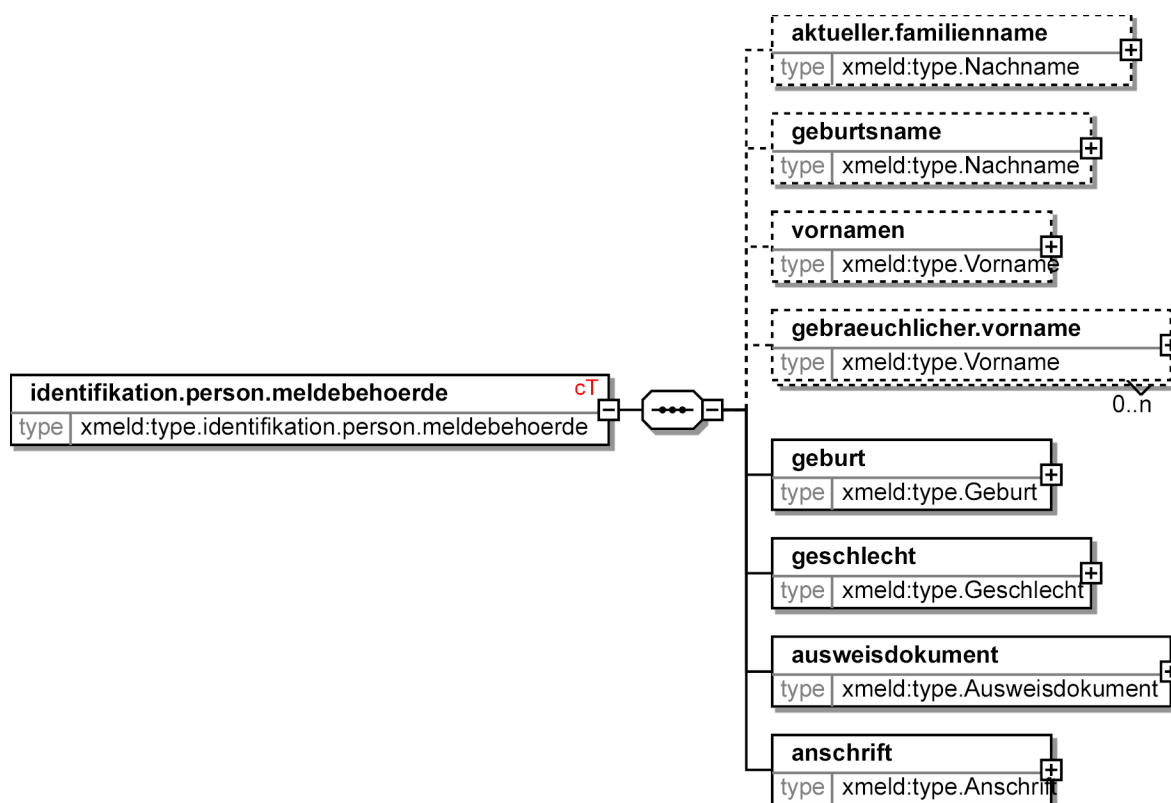 aktueller.familienname
type xmeld:type.Nachname
geburtsname
type xmeld:type.Nachname
vornamen
type xmeld:type.Vorname
gebraeuchlicher.vorname
type xmeld:type.Vorname
0..n
identifikation.person.meldebehoerde cT
type xmeld:type.identifikation.person.meldebehoerde
geburt
type xmeld:type.Geburt
geschlecht
type xmeld:type.Geschlecht
ausweisdokument
type xmeld:type.Ausweisdokument
anschrift
type xmeld:type.Anschrift